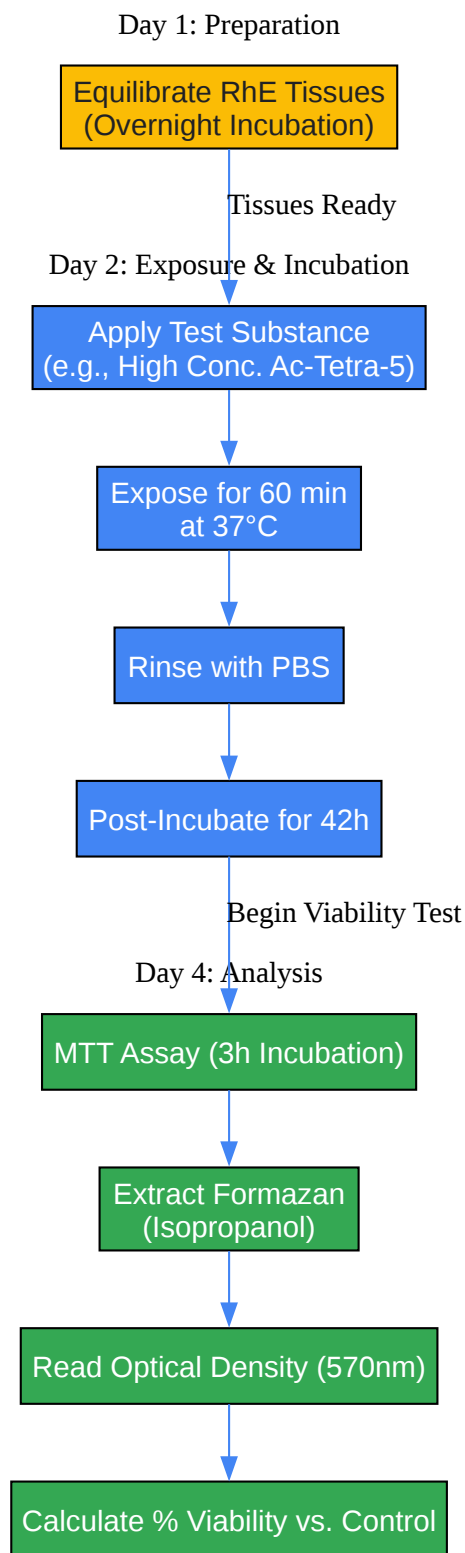 Day 1: Preparation
Equilibrate RhE Tissues
(Overnight Incubation)
Tissues Ready
Day 2: Exposure & Incubation
Apply Test Substance
(e.g., High Conc. Ac-Tetra-5)
Expose for 60 min
at 37°C
Rinse with PBS
Post-Incubate for 42h
Begin Viability Test
Day 4: Analysis
MTT Assay (3h Incubation)
Extract Formazan
(Isopropanol)
Read Optical Density (570nm)
Calculate % Viability vs. Control